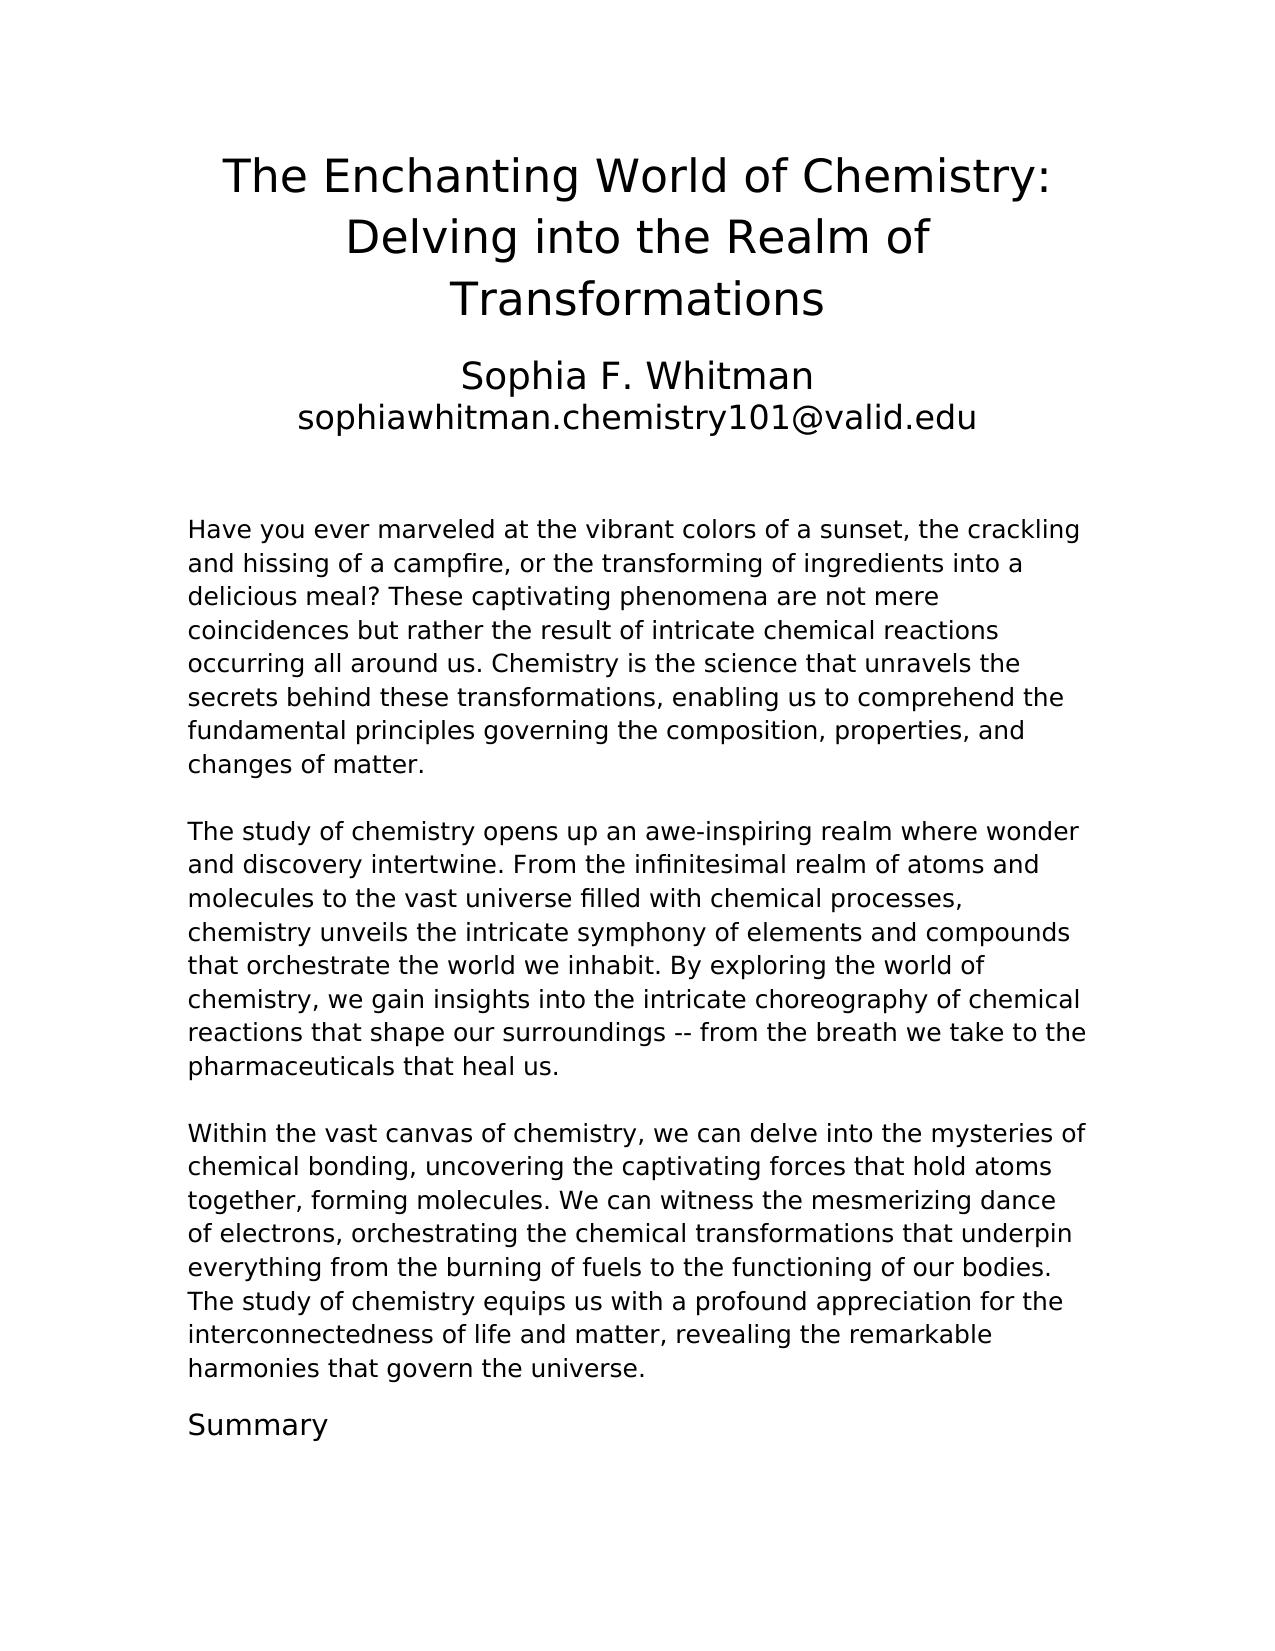 The Enchanting World of Chemistry:
Delving into the Realm of
Transformations
Sophia F. Whitman
sophiawhitman.chemistry101@valid.edu
Have you ever marveled at the vibrant colors of a sunset, the crackling
and hissing of a campfire, or the transforming of ingredients into a
delicious meal? These captivating phenomena are not mere
coincidences but rather the result of intricate chemical reactions
occurring all around us. Chemistry is the science that unravels the
secrets behind these transformations, enabling us to comprehend the
fundamental principles governing the composition, properties, and
changes of matter.
The study of chemistry opens up an awe-inspiring realm where wonder
and discovery intertwine. From the infinitesimal realm of atoms and
molecules to the vast universe filled with chemical processes,
chemistry unveils the intricate symphony of elements and compounds
that orchestrate the world we inhabit. By exploring the world of
chemistry, we gain insights into the intricate choreography of chemical
reactions that shape our surroundings -- from the breath we take to the
pharmaceuticals that heal us.
Within the vast canvas of chemistry, we can delve into the mysteries of
chemical bonding, uncovering the captivating forces that hold atoms
together, forming molecules. We can witness the mesmerizing dance
of electrons, orchestrating the chemical transformations that underpin
everything from the burning of fuels to the functioning of our bodies.
The study of chemistry equips us with a profound appreciation for the
interconnectedness of life and matter, revealing the remarkable
harmonies that govern the universe.
Summary